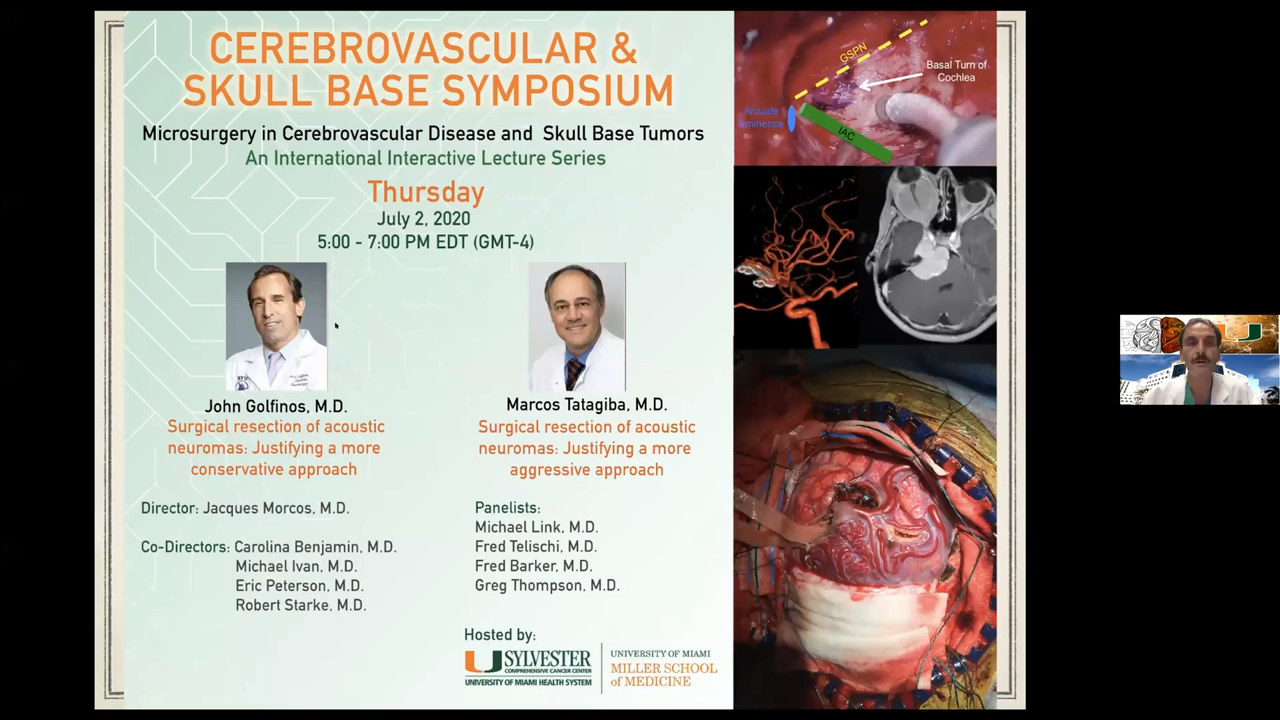 CEREBROVASCULAR &
SKULL BASE SYMPOSIUM
Microsurgery in Cerebrovascular Disease and Skull Base Tumors
An International Interactive Lecture Series
Thursday
July 2, 2020
5:00 - 7:00 PM EDT (GMT-4)
John Golfinos, M.D.
Surgical resection of acoustic
neuromas: Justifying a more
conservative approach
Marcos Tatagiba, M.D.
Surgical resection of acoustic
neuromas: Justifying a more
aggressive approach
Director: Jacques Morcos, M.D.
Co-Directors: Carolina Benjamin, M.D.
Michael Ivan, M.D.
Eric Peterson, M.D.
Robert Starke, M.D.
Panelists:
Michael Link, M.D.
Fred Telischi, M.D.
Fred Barker, M.D.
Greg Thompson, M.D.
Hosted by:
SYLVESTER
COMPREHENSIVE CANCER CENTER
UNIVERSITY OF MIAMI HEALTH SYSTEM
UNIVERSITY OF MIAMI
MILLER SCHOOL
of MEDICINE
GSPN
Basal Turn of
Cochlea
Arcuate
eminence
IAC